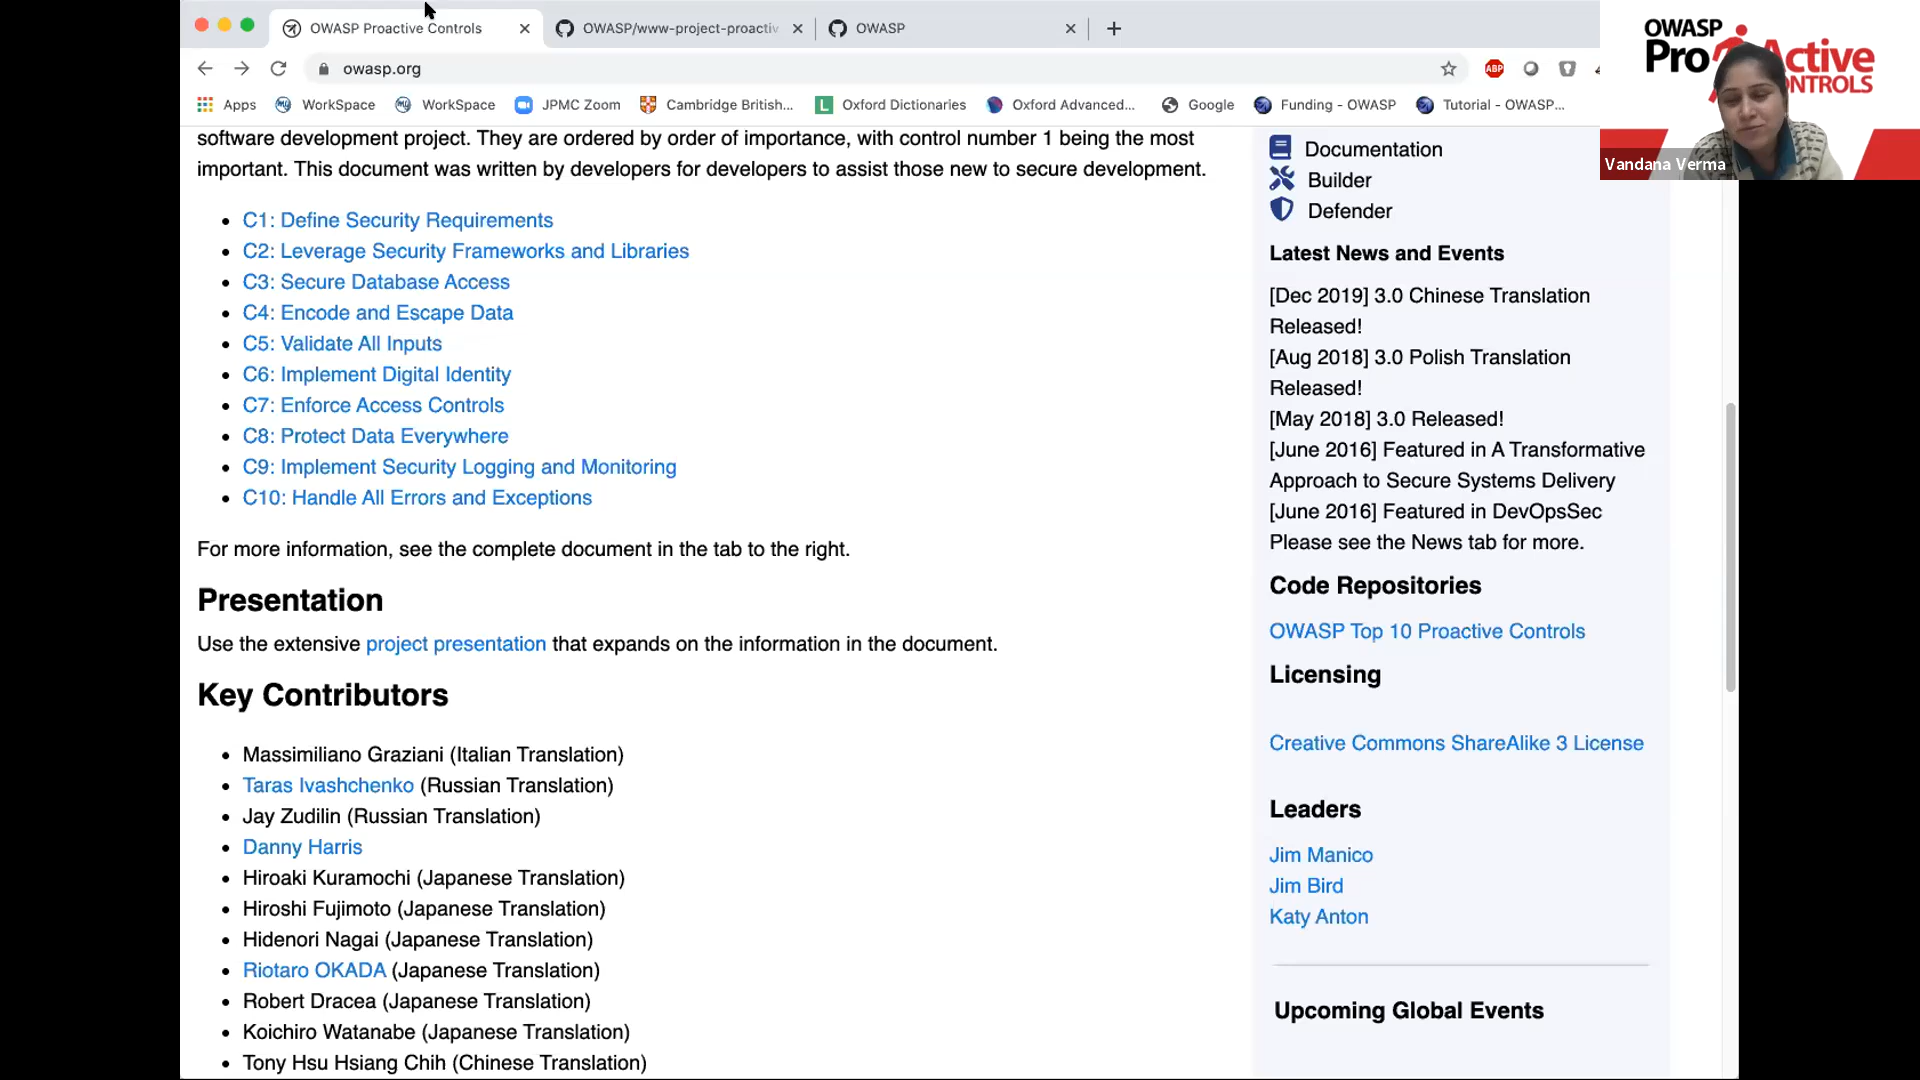 OWASP Proactive Controls
OWASP/www-project-proactiv
OWASP
owasp.org
ABP
Apps
WorkSpace
WorkSpace
JPMC Zoom
Cambridge British...
L
Oxford Dictionaries
Oxford Advanced...
Google
Funding - OWASP
Tutorial - OWASP...
OWASP
Vandana Verma
software development project. They are ordered by order of importance, with control number 1 being the most
important. This document was written by developers for developers to assist those new to secure development.
C1: Define Security Requirements
C2: Leverage Security Frameworks and Libraries
C3: Secure Database Access
C4: Encode and Escape Data
C5: Validate All Inputs
C6: Implement Digital Identity
C7: Enforce Access Controls
C8: Protect Data Everywhere
C9: Implement Security Logging and Monitoring
C10: Handle All Errors and Exceptions
For more information, see the complete document in the tab to the right.
Presentation
Use the extensive project presentation that expands on the information in the document.
Key Contributors
Massimiliano Graziani (Italian Translation)
Taras Ivashchenko (Russian Translation)
Jay Zudilin (Russian Translation)
Danny Harris
Hiroaki Kuramochi (Japanese Translation)
Hiroshi Fujimoto (Japanese Translation)
Hidenori Nagai (Japanese Translation)
Riotaro OKADA (Japanese Translation)
Robert Dracea (Japanese Translation)
Koichiro Watanabe (Japanese Translation)
Tony Hsu Hsiang Chih (Chinese Translation)
Documentation
Builder
Defender
Latest News and Events
[Dec 2019] 3.0 Chinese Translation
Released!
[Aug 2018] 3.0 Polish Translation
Released!
[May 2018] 3.0 Released!
[June 2016] Featured in A Transformative
Approach to Secure Systems Delivery
[June 2016] Featured in DevOpsSec
Please see the News tab for more.
Code Repositories
OWASP Top 10 Proactive Controls
Licensing
Creative Commons ShareAlike 3 License
Leaders
Jim Manico
Jim Bird
Katy Anton
Upcoming Global Events